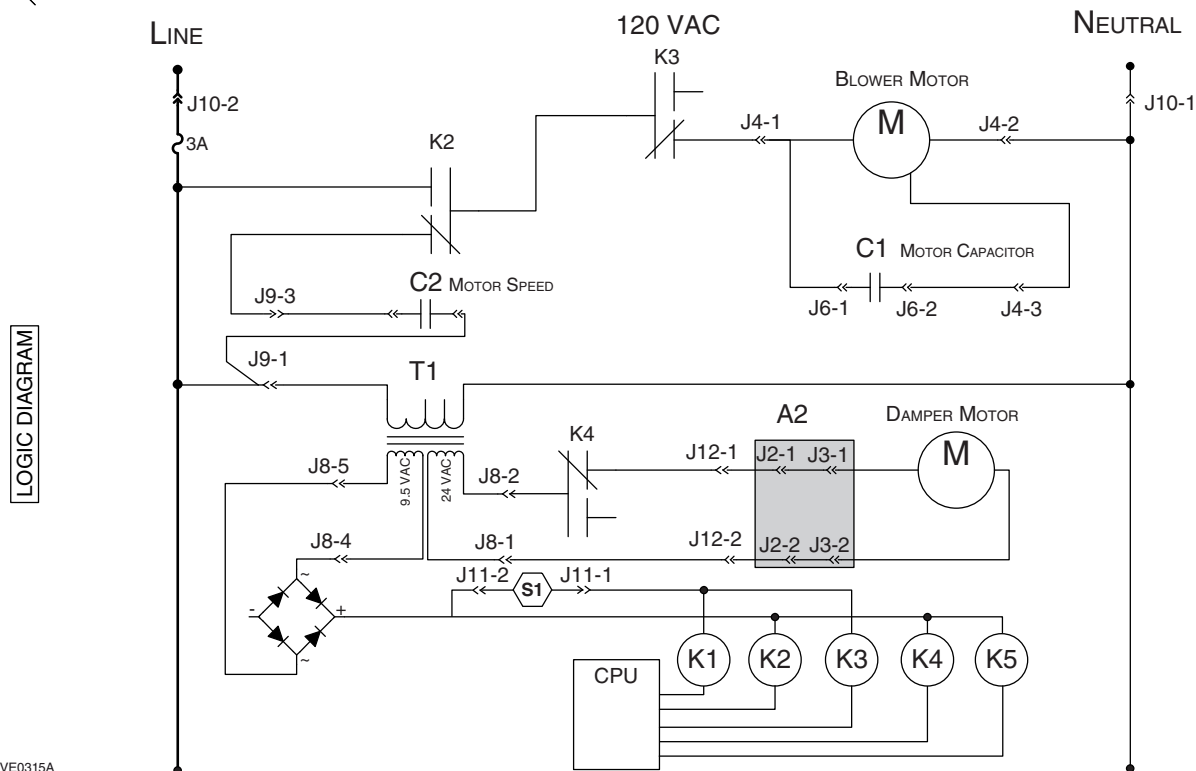 LINE
120 VAC
NEUTRAL
K3
BLOWER MOTOR
J10-2
J10-1
3A
K2
J4-1
M
J4-2
C1 MOTOR CAPACITOR
C2 MOTOR SPEED
J9-3
J6-1
J6-2
J4-3
J9-1
T1
LOGIC DIAGRAM
A2
DAMPER MOTOR
K4
J12-1
J2-1
J3-1
M
J8-5
9.5 VAC
24 VAC
J8-2
J8-4
J8-1
J12-2
J2-2
J3-2
~
J11-2
S1
J11-1
-
+
~
K1
K2
K3
K4
K5
CPU
VE0315A